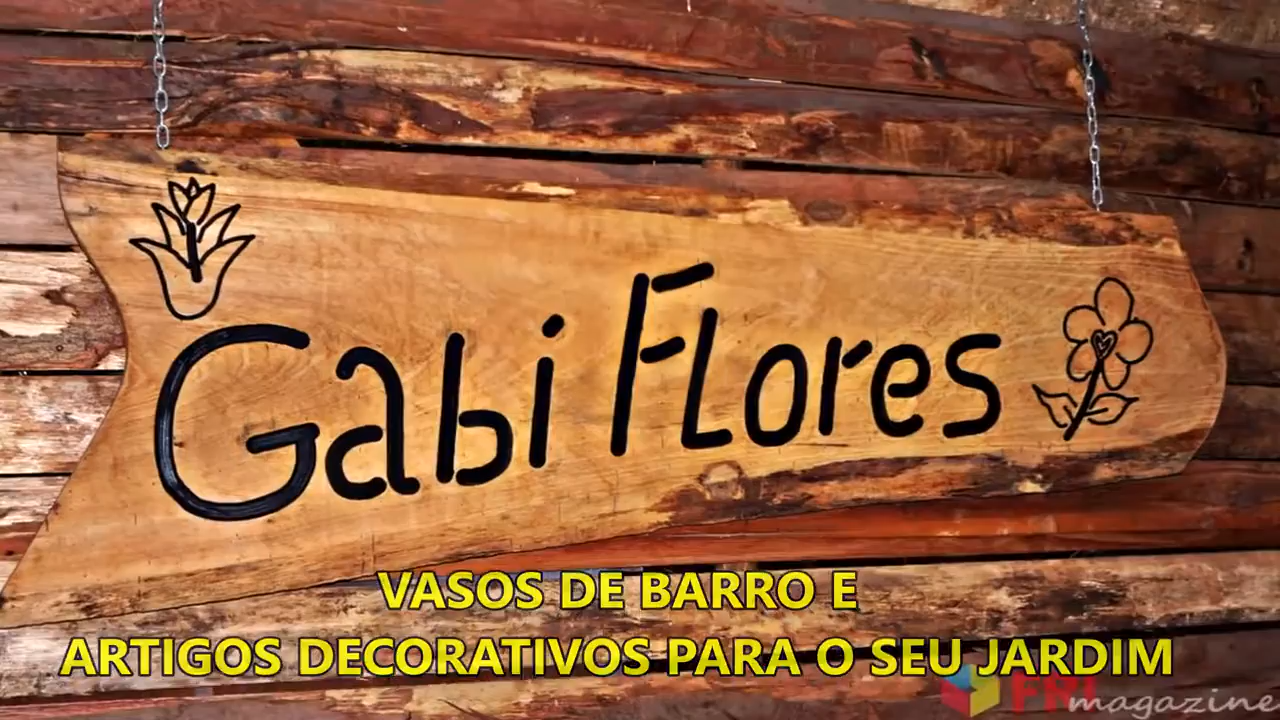 Gabi Flores
VASOS DE BARRO E
ARTIGOS DECORATIVOS PARA O SEU JARDIM
FRI
magazine